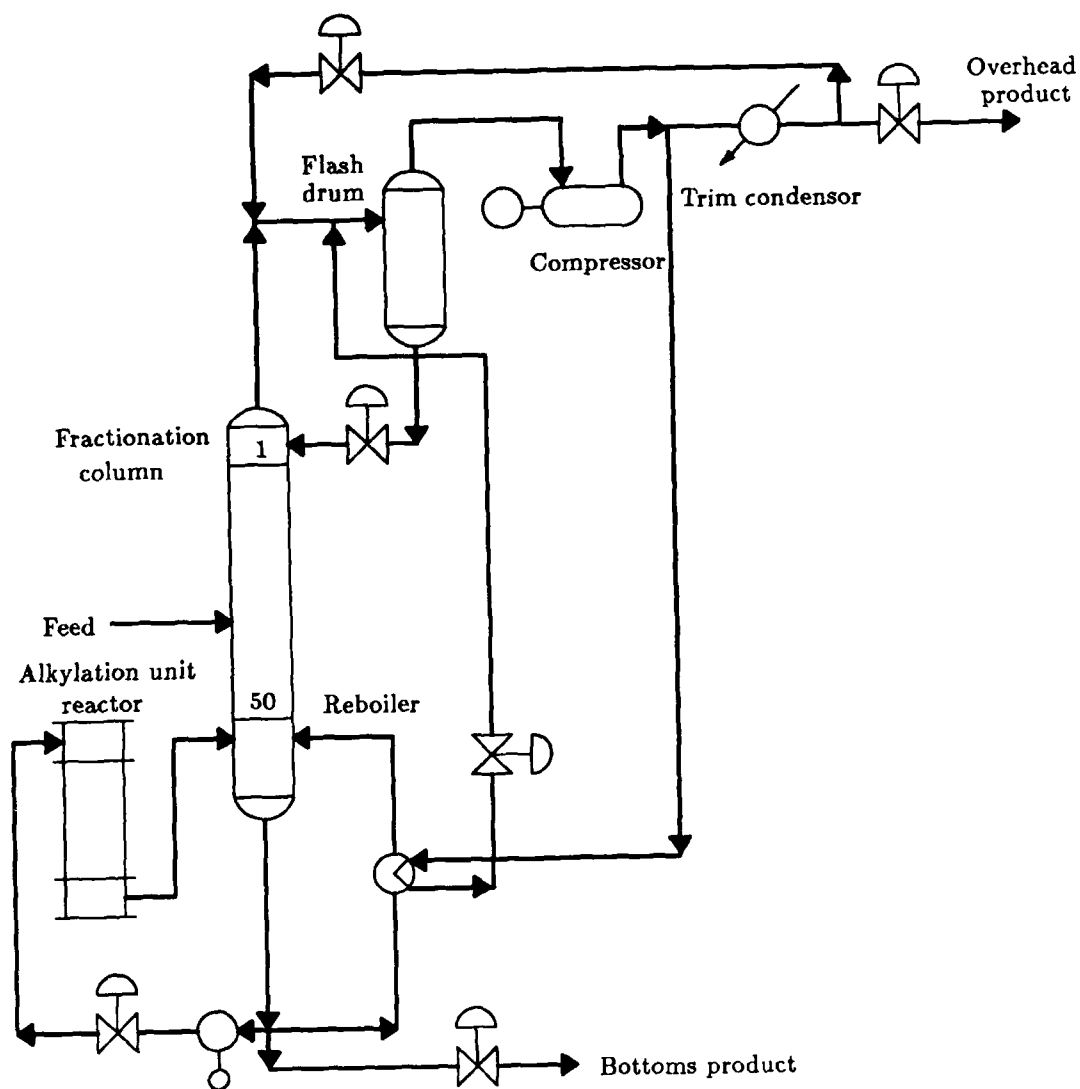 Overhead
product
Flash
drum
Trim condensor
Compressor
Fractionation
column
1
Feed
Alkylation unit
reactor
50
Reboiler
Bottoms product